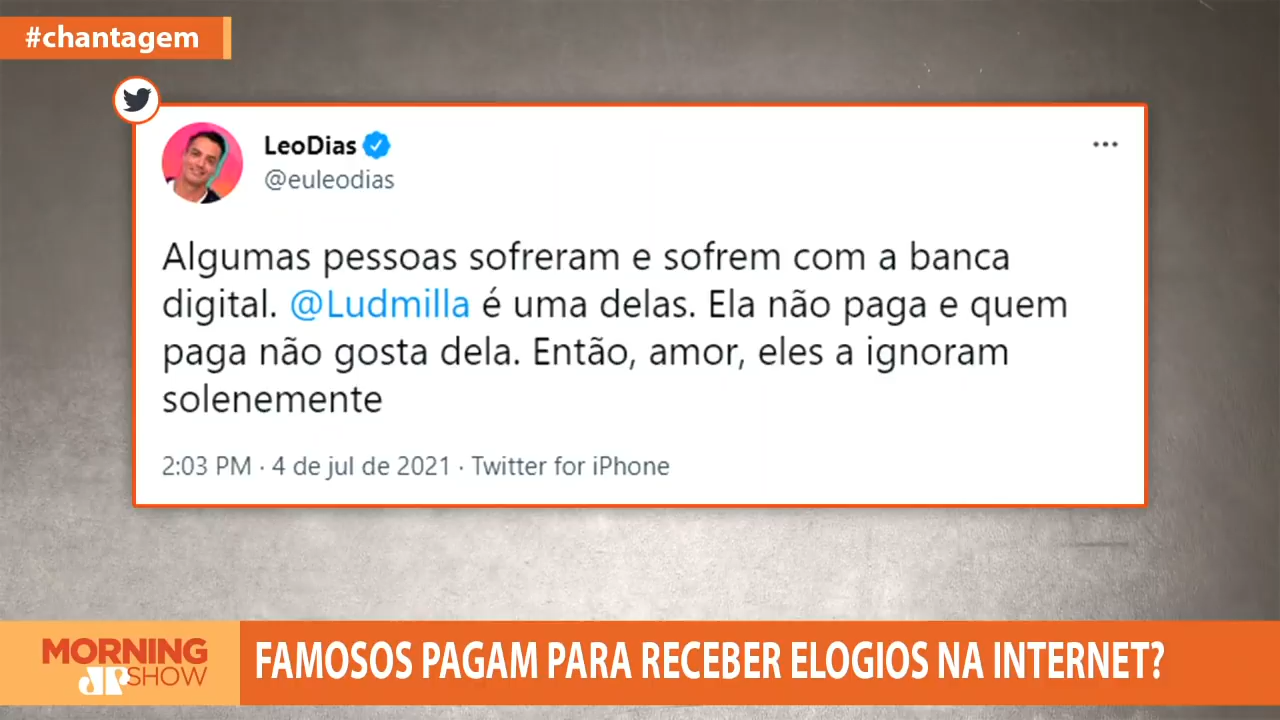 #chantagem
LeoDias
@euleodias
Algumas pessoas sofreram e sofrem com a banca
digital. @Ludmilla é uma delas. Ela não paga e quem
paga não gosta dela. Então, amor, eles a ignoram
solenemente
2:03 PM · 4 de jul de 2021 · Twitter for iPhone
MORNING
JP SHOW
FAMOSOS PAGAM PARA RECEBER ELOGIOS NA INTERNET?